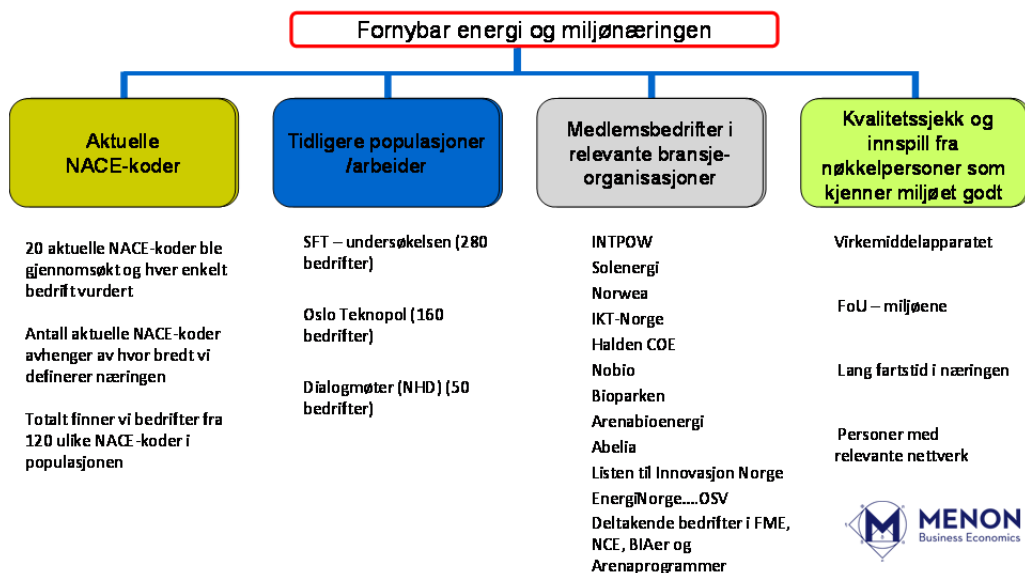 Fornybar energi og miljønæringen
Aktuelle
NACE-koder
20 aktuelle NACE-koder ble
gjennomsøkt og hver enkelt
bedrift vurdert
Antall aktuelle NACE-koder
avhenger av hvor bredt vi
definerer næringen
Totalt finner vi bedrifter fra
120 ulike NACE-koder i
populasjonen
Tidligere populasjoner
/arbeider
SFT – undersøkelsen (280
bedrifter)
Oslo Teknopol (160
bedrifter)
Dialogmøter (NHD) (50
bedrifter)
Medlemsbedrifter i
relevante bransje-
organisasjoner
INTPOW
Solenergi
Norwea
IKT-Norge
Halden COE
Nobio
Bioparken
Arenabioenergi
Abelia
Listen til Innovasjon Norge
EnergiNorge....OSV
Deltakende bedrifter i FME,
NCE, BIAer og
Arenaprogrammer
Kvalitetssjekk og
innspill fra
nøkkelpersoner som
kjenner miljøet godt
Virkemiddelapparatet
FoU – miljøene
Lang fartstid i næringen
Personer med
relevante nettverk
M
MENON
Business Economics